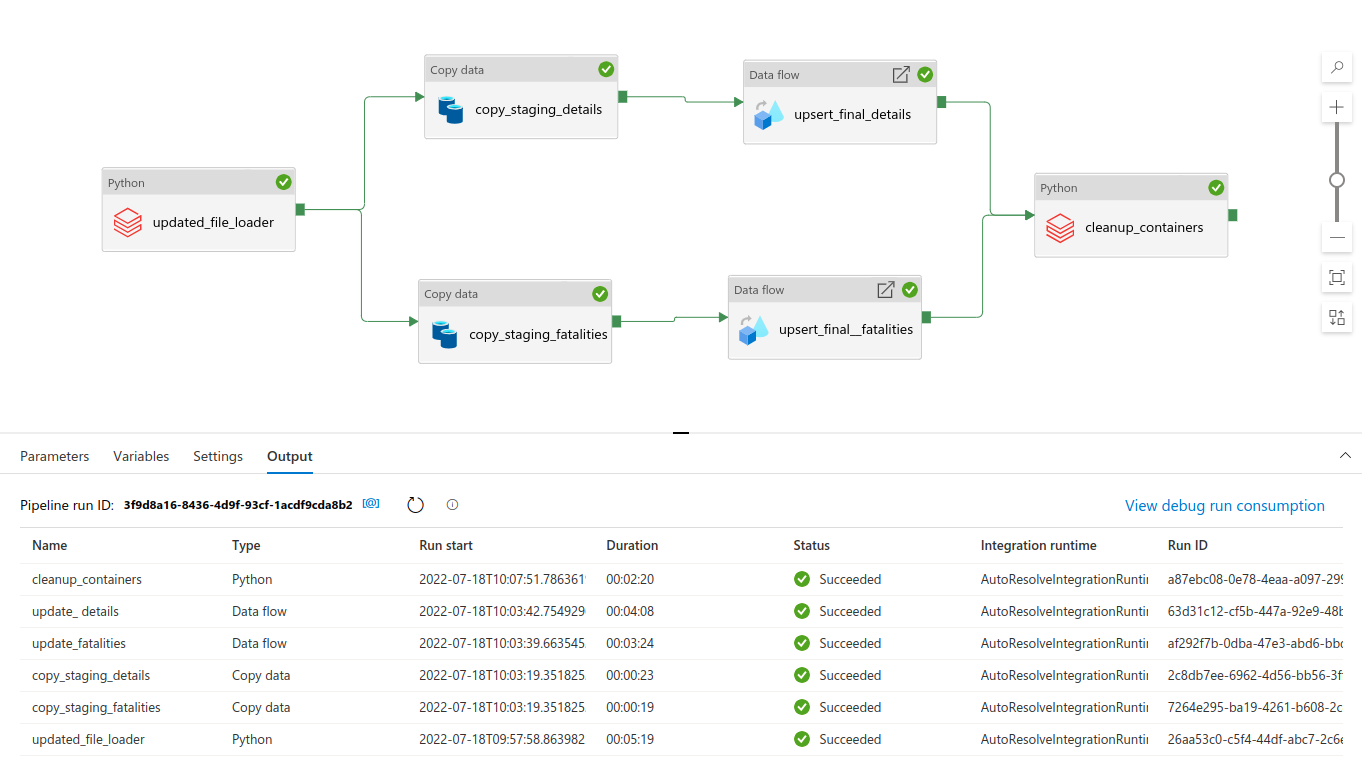 Copy data
copy_staging_details
Data flow
upsert_final_details
Python
updated_file_loader
Python
cleanup_containers
Copy data
copy_staging_fatalities
Data flow
upsert_final__fatalities
Parameters Variables Settings Output
Pipeline run ID: 3f9d8a16-8436-4d9f-93cf-1acdf9cda8b2 [@] View debug run consumption
Name Type Run start Duration Status Integration runtime Run ID
cleanup_containers Python 2022-07-18T10:07:51.786361 00:02:20 Succeeded AutoResolveIntegrationRunti a87ebc08-0e78-4eaa-a097-299
update_ details Data flow 2022-07-18T10:03:42.754929 00:04:08 Succeeded AutoResolveIntegrationRunti 63d31c12-cf5b-447a-92e9-48b
update_fatalities Data flow 2022-07-18T10:03:39.663545 00:03:24 Succeeded AutoResolveIntegrationRunti af292f7b-0dba-47e3-abd6-bbc
copy_staging_details Copy data 2022-07-18T10:03:19.351825 00:00:23 Succeeded AutoResolveIntegrationRunti 2c8db7ee-6962-4d56-bb56-3f
copy_staging_fatalities Copy data 2022-07-18T10:03:19.351825 00:00:19 Succeeded AutoResolveIntegrationRunti 7264e295-ba19-4261-b608-2c
updated_file_loader Python 2022-07-18T09:57:58.863982 00:05:19 Succeeded AutoResolveIntegrationRunti 26aa53c0-c5f4-44df-abc7-2c6e